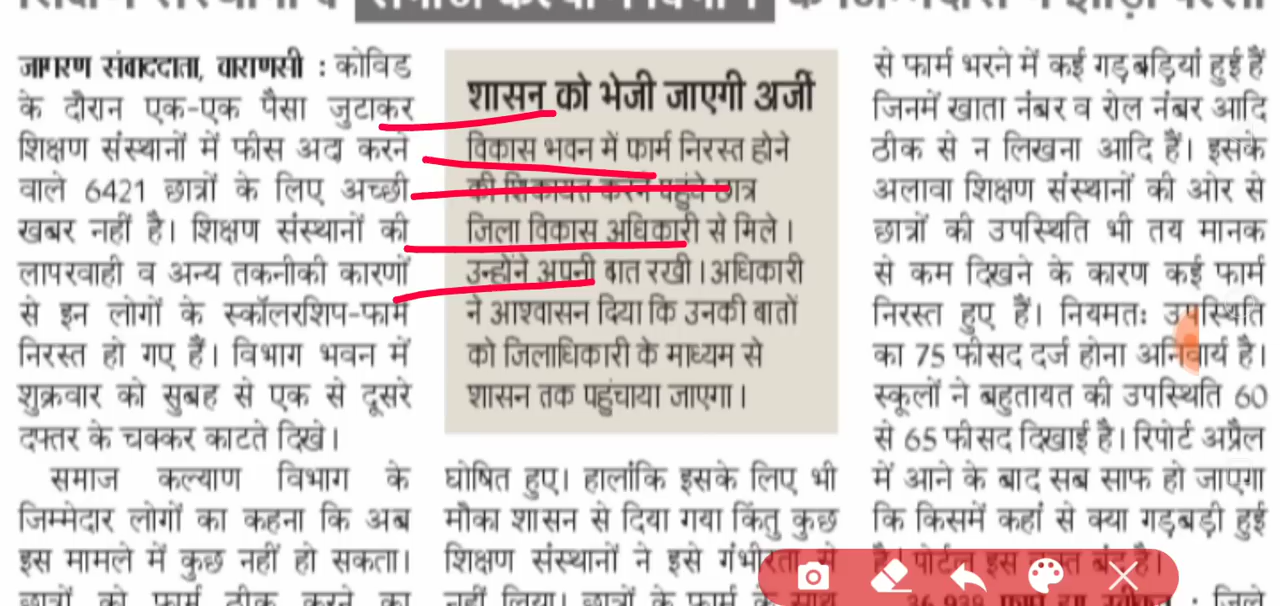 जागरण संवाददाता, वाराणसी : कोविड
के दौरान एक-एक पैसा जुटाकर
शिक्षण संस्थानों में फीस अदा करने
वाले 6421 छात्रों के लिए अच्छी
खबर नहीं है। शिक्षण संस्थानों की
लापरवाही व अन्य तकनीकी कारणों
से इन लोगों के स्कॉलरशिप-फार्म
निरस्त हो गए हैं। विभाग भवन में
शुक्रवार को सुबह से एक से दूसरे
दफ्तर के चक्कर काटते दिखे।
समाज कल्याण विभाग के
जिम्मेदार लोगों का कहना कि अब
इस मामले में कुछ नहीं हो सकता।
छात्रों को फार्म ठीक करने का
शासन को भेजी जाएगी अर्जी
विकास भवन में फार्म निरस्त होने
की शिकायत करने पहुंचे छात्र
जिला विकास अधिकारी से मिले।
उन्होंने अपनी बात रखी। अधिकारी
ने आश्वासन दिया कि उनकी बातों
को जिलाधिकारी के माध्यम से
शासन तक पहुंचाया जाएगा।
घोषित हुए। हालांकि इसके लिए भी
मौका शासन से दिया गया किंतु कुछ
शिक्षण संस्थानों ने इसे गंभीरता से
नहीं लिया। छात्रों के फार्म के साथ
से फार्म भरने में कई गड़बड़ियां हुई हैं
जिनमें खाता नंबर व रोल नंबर आदि
ठीक से न लिखना आदि हैं। इसके
अलावा शिक्षण संस्थानों की ओर से
छात्रों की उपस्थिति भी तय मानक
से कम दिखने के कारण कई फार्म
निरस्त हुए हैं। नियमतः उपस्थिति
का 75 फीसद दर्ज होना अनिवार्य है।
स्कूलों ने बहुतायत की उपस्थिति 60
से 65 फीसद दिखाई है। रिपोर्ट अप्रैल
में आने के बाद सब साफ हो जाएगा
कि किसमें कहां से क्या गड़बड़ी हुई
है। पोर्टल इस वक्त बंद है।
: जिले